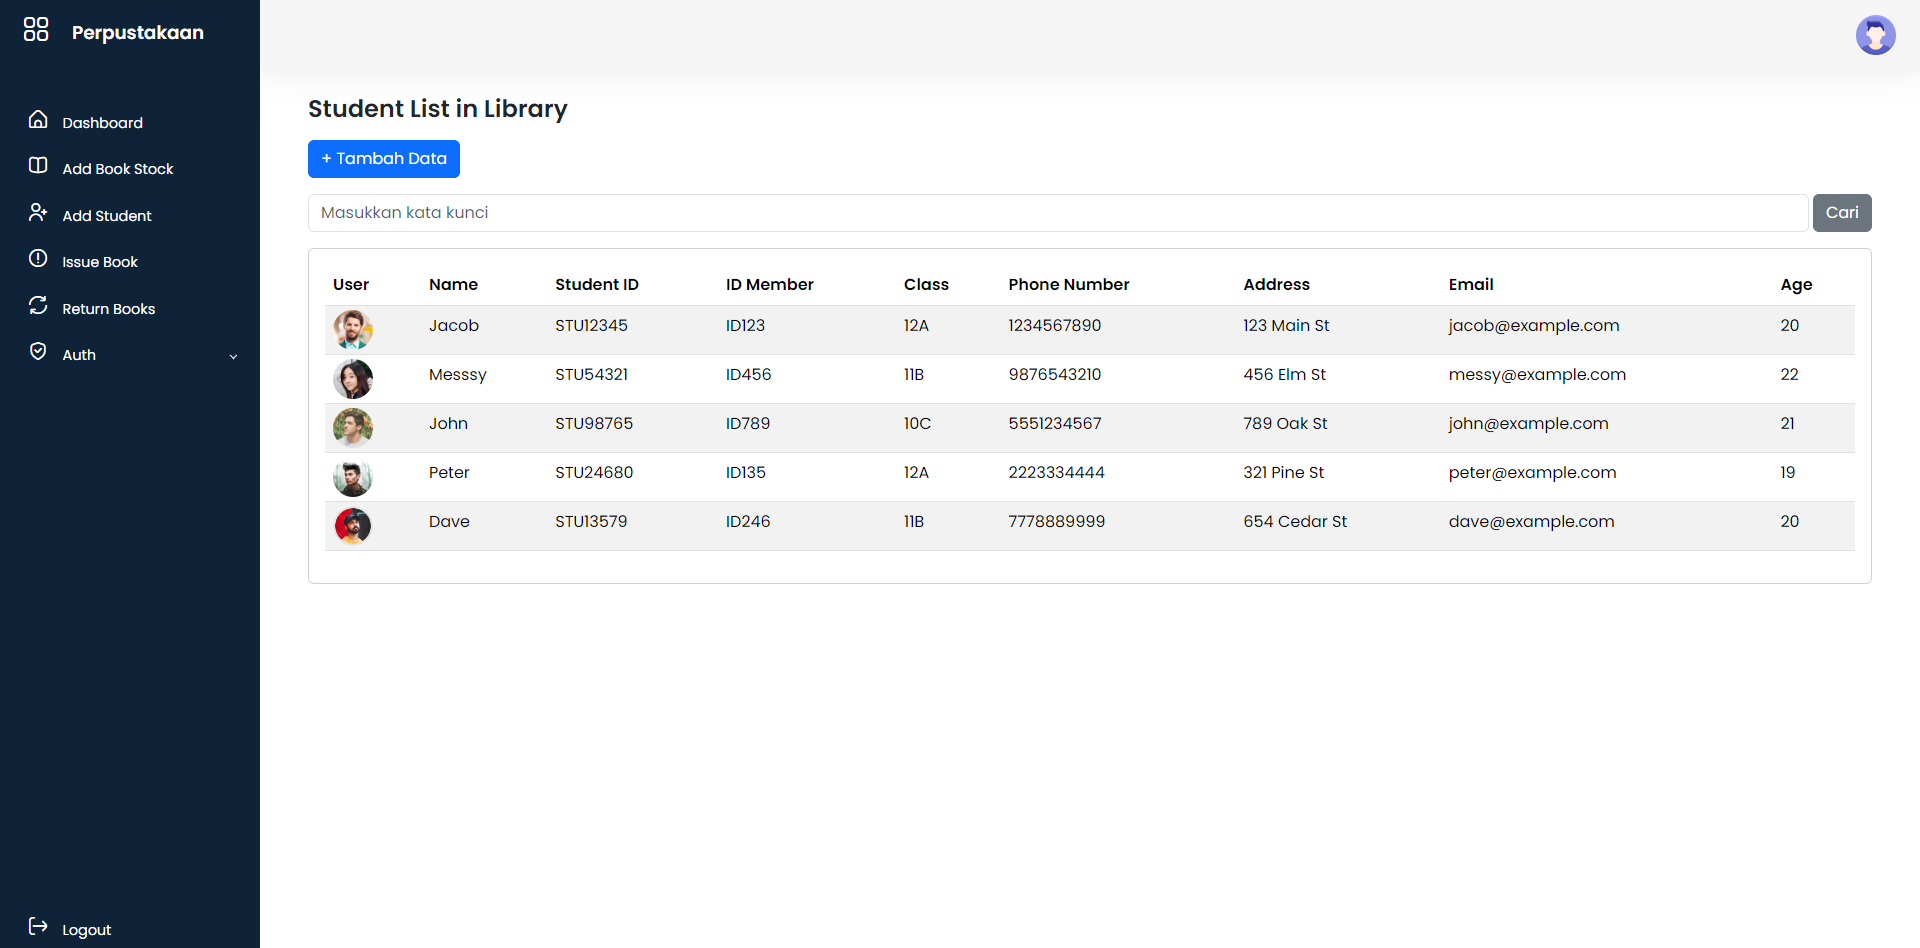 Perpustakaan
Dashboard
Add Book Stock
Add Student
Issue Book
Return Books
Auth
Logout
Student List in Library
+ Tambah Data
Masukkan kata kunci Cari
User Name Student ID ID Member Class Phone Number Address Email Age
Jacob STU12345 ID123 12A 1234567890 123 Main St jacob@example.com 20
Messsy STU54321 ID456 11B 9876543210 456 Elm St messy@example.com 22
John STU98765 ID789 10C 5551234567 789 Oak St john@example.com 21
Peter STU24680 ID135 12A 2223334444 321 Pine St peter@example.com 19
Dave STU13579 ID246 11B 7778889999 654 Cedar St dave@example.com 20